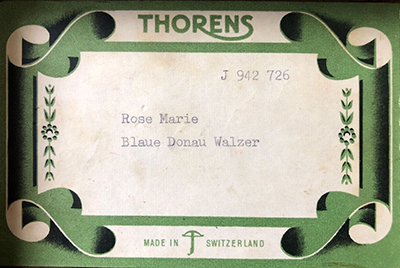 THORENS
J 942 726
Rose Marie
Blaue Donau Walzer
MADE IN SWITZERLAND